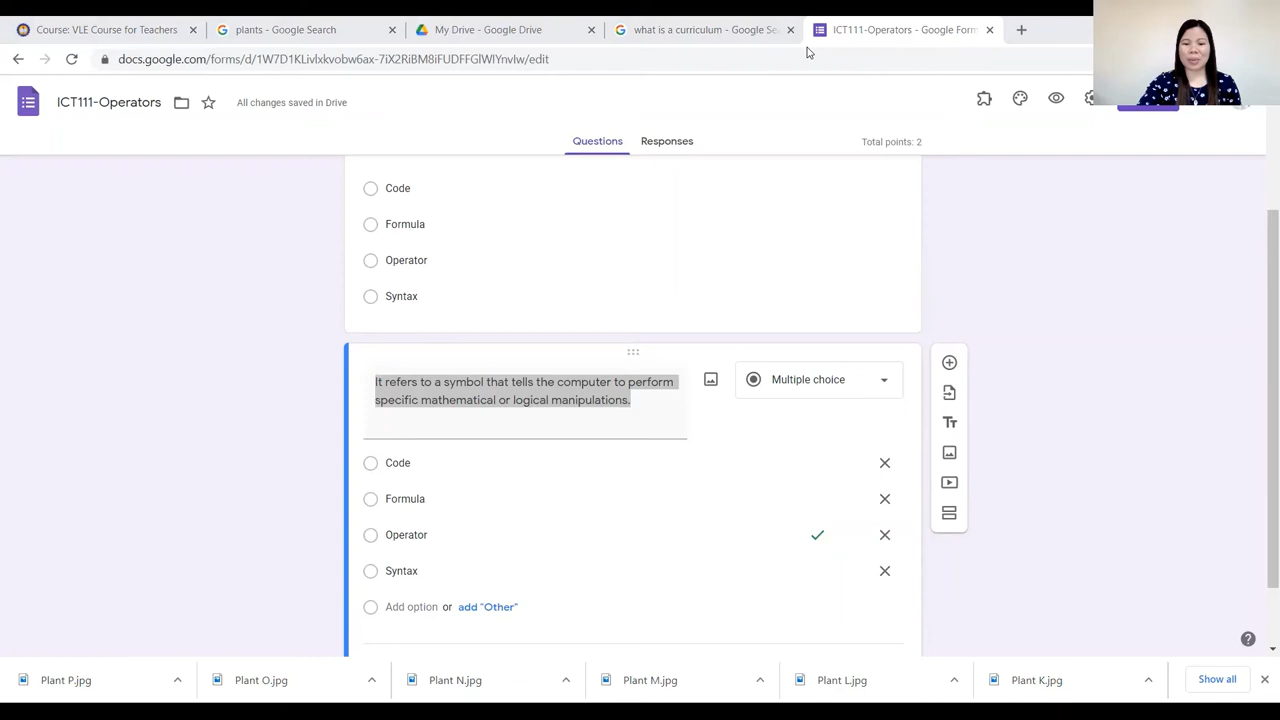 Course: VLE Course for Teachers
plants - Google Search
My Drive - Google Drive
what is a curriculum - Google Se
ICT111-Operators - Google Form
docs.google.com/forms/d/1W7D1KLivlxkvobw6ax-7iX2RiBM8iFUDFFGlWIYnvIw/edit
ICT111-Operators
All changes saved in Drive
Questions
Responses
Total points: 2
Code
Formula
Operator
Syntax
It refers to a symbol that tells the computer to perform
specific mathematical or logical manipulations.
Multiple choice
Code
Formula
Operator
Syntax
Add option or add "Other"
Plant P.jpg
Plant O.jpg
Plant N.jpg
Plant M.jpg
Plant L.jpg
Plant K.jpg
Show all